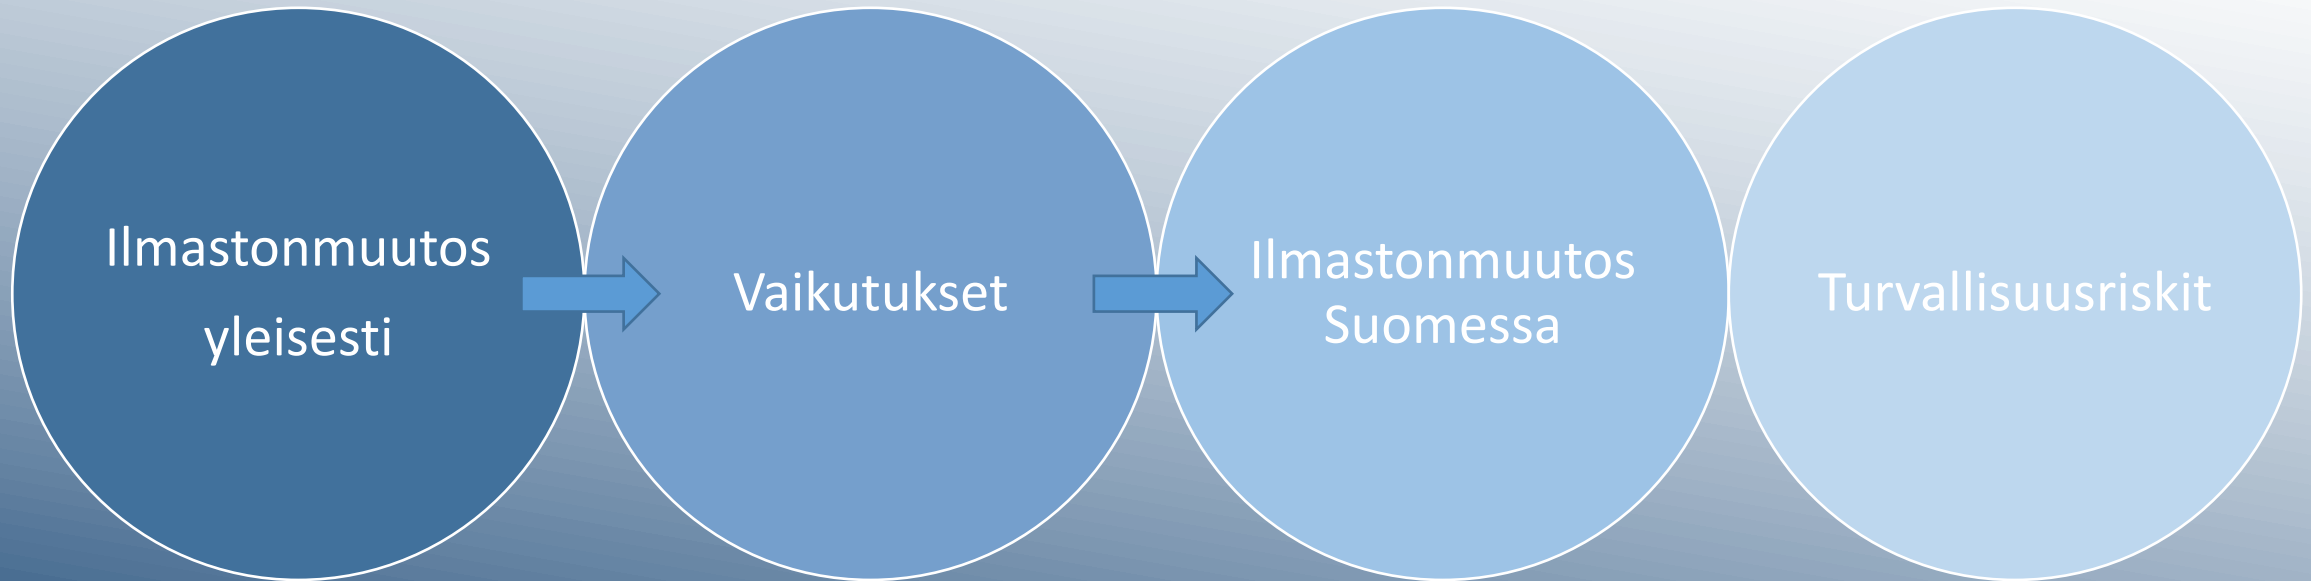 Ilmastonmuutos
yleisesti
Vaikutukset
Ilmastonmuutos
Suomessa
Turvallisuusriskit